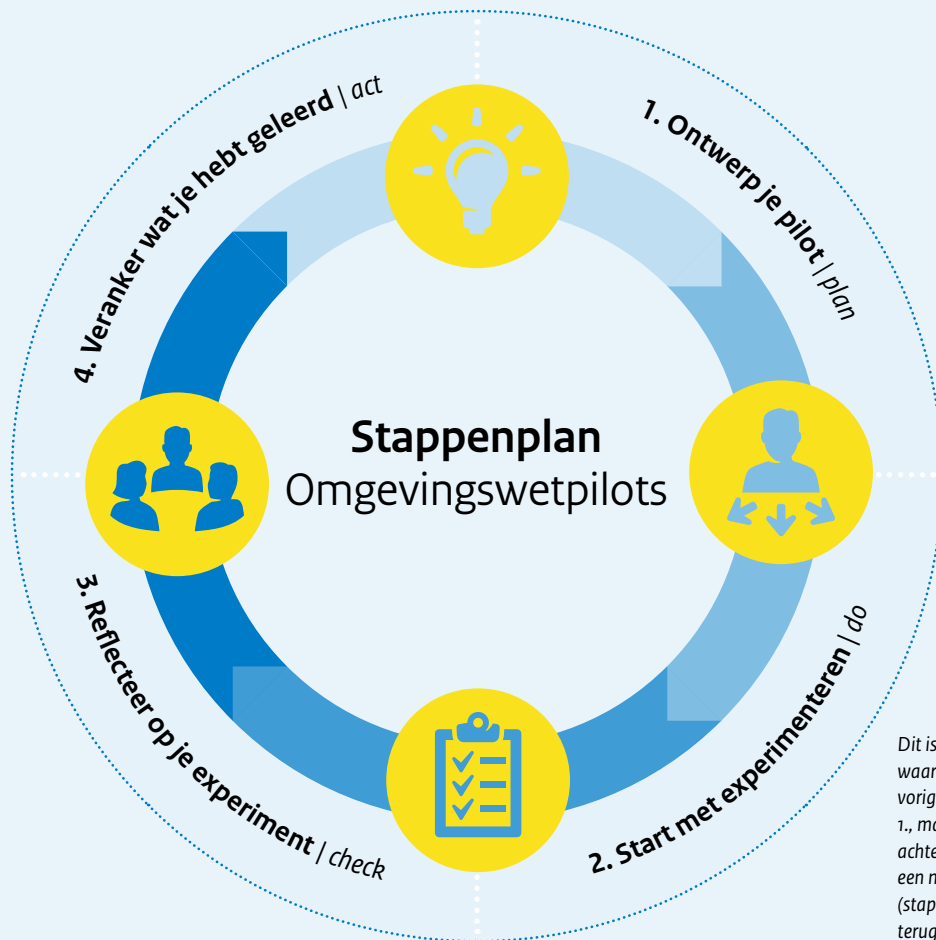 Stappenplan
Omgevingswetpilots
1. Ontwerp je pilot | plan
2. Start met experimenteren | do
3. Reflecteer op je experiment | check
4. Veranker wat je hebt geleerd | act
Dit is
waar
vorig
1., ma
achte
een n
(stap
terug